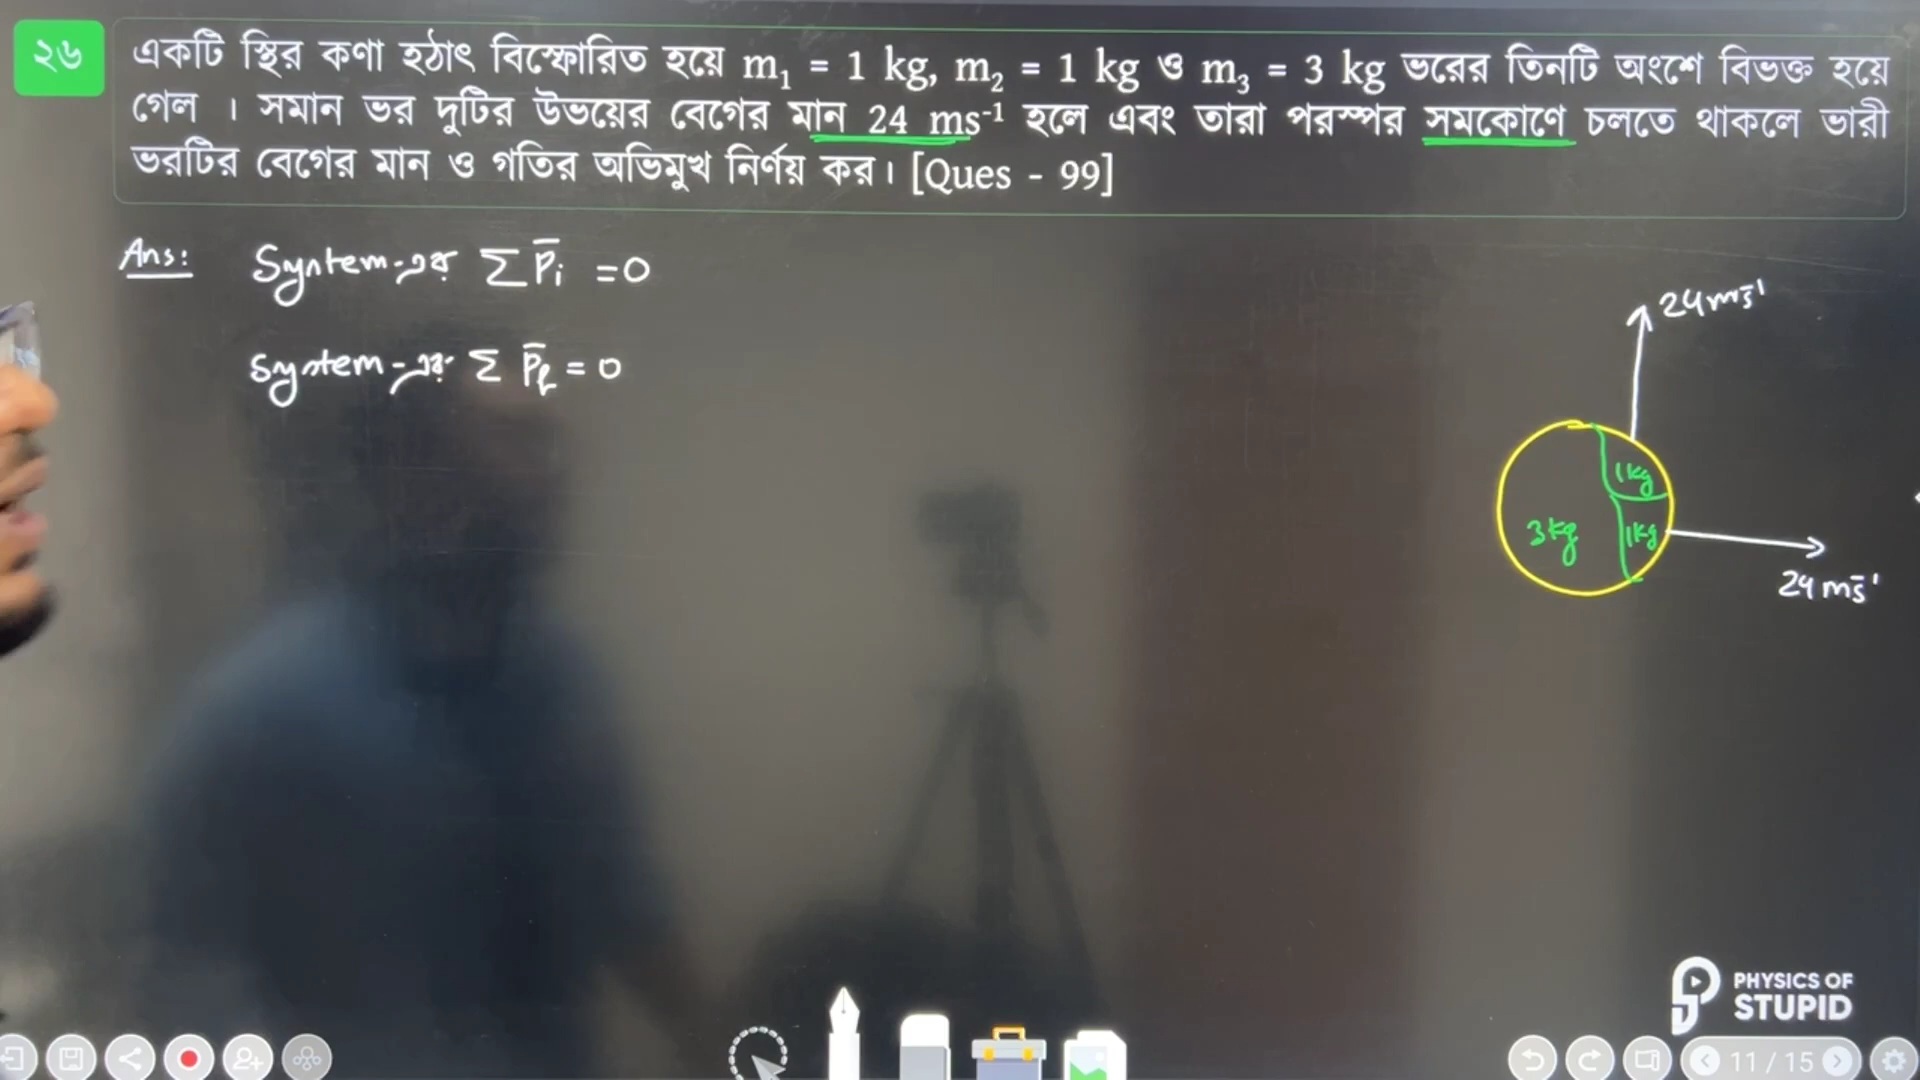 ২৬
একটি স্থির কণা হঠাৎ বিস্ফোরিত হয়ে m₁ = 1 kg, m₂ = 1 kg ও m₃ = 3 kg ভরের তিনটি অংশে বিভক্ত হয়ে
গেল । সমান ভর দুটির উভয়ের বেগের মান 24 ms⁻¹ হলে এবং তারা পরস্পর সমকোণে চলতে থাকলে ভারী
ভরটির বেগের মান ও গতির অভিমুখ নির্ণয় কর। [Ques - 99]
Ans: System-এর Σ P̄i = 0
System-এর Σ P̄f = 0
24 ms⁻¹
1kg
3kg 1kg
24 ms⁻¹
PHYSICS OF
STUPID
11 / 15